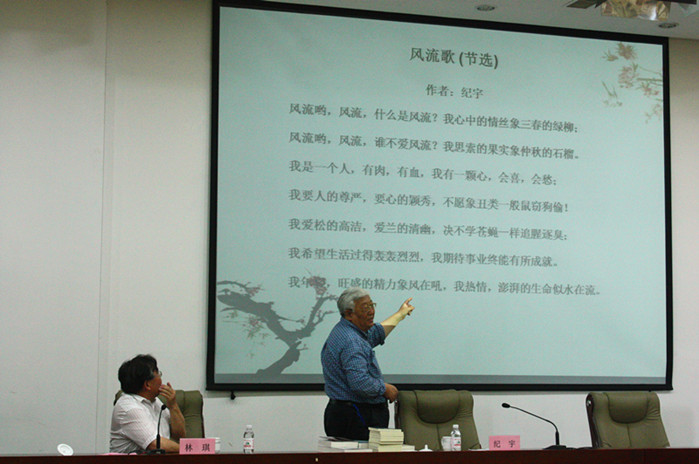 风流歌 (节选)
作者：纪宇
风流哟，风流，什么是风流？我心中的情丝象三春的绿柳；
风流哟，风流，谁不爱风流？我思索的果实象仲秋的石榴。
我是一个人，有肉，有血，我有一颗心，会喜，会愁；
我要人的尊严，要心的颖秀，不愿象丑类一般鼠窃狗偷！
我爱松的高洁，爱兰的清幽，决不学苍蝇一样追腥逐臭；
我希望生活过得轰轰烈烈，我期待事业终能有所成就。
我年 旺盛的精力象风在吼，我热情，澎湃的生命似水在流。
林 琪
纪 宇